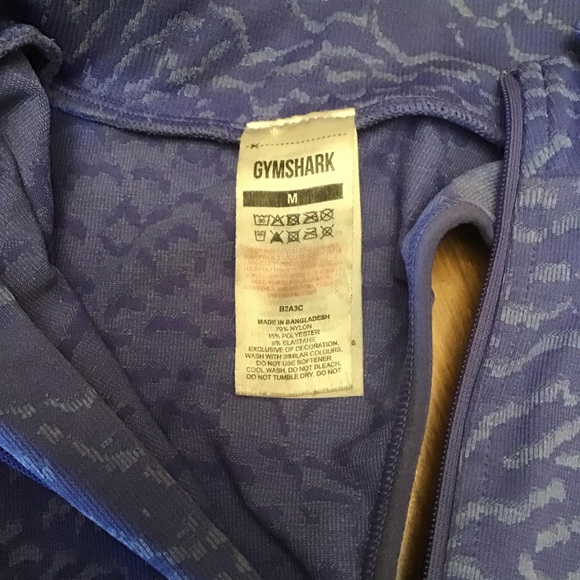 GYMSHARK
M
B2A3C
MADE IN BANGLADESH
79% NYLON
15% POLYESTER
6% ELASTANE
EXCLUSIVE OF DECORATION.
WASH WITH SIMILAR COLOURS,
DO NOT USE SOFTENER
COOL WASH, DO NOT BLEACH,
DO NOT TUMBLE DRY, DO NOT